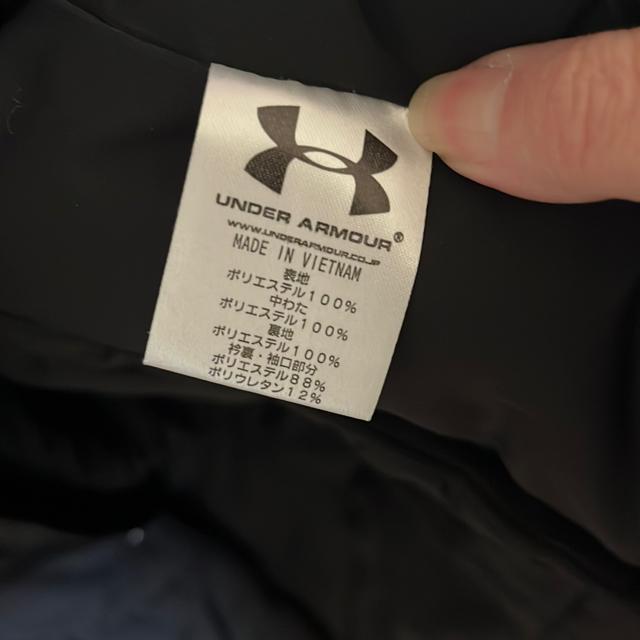 UNDER ARMOUR®
WWW.UNDERARMOUR.CO.JP
MADE IN VIETNAM
表地
ポリエステル100%
中わた
ポリエステル100%
裏地
ポリエステル100%
衿裏・袖口部分
ポリエステル88%
ポリウレタン12%